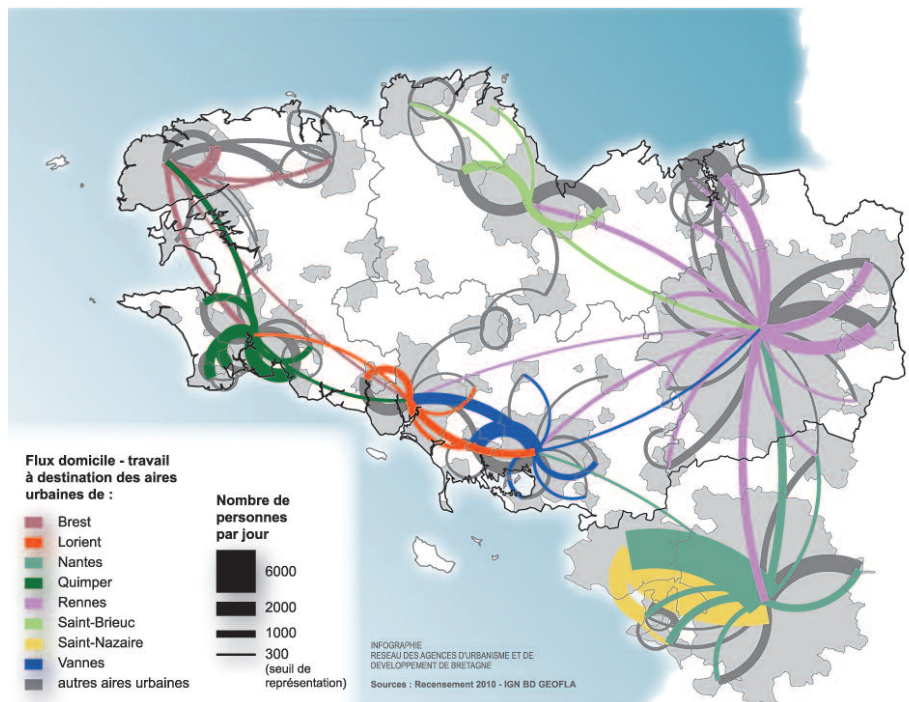 Flux domicile - travail
à destination des aires
urbaines de :
Brest
Lorient
Nantes
Quimper
Rennes
Saint-Brieuc
Saint-Nazaire
Vannes
autres aires urbaines
Nombre de
personnes
par jour
6000
2000
1000
300
(seuil de
représentation)
INFOGRAPHIE
RESEAU DES AGENCES D'URBANISME ET DE
DEVELOPPEMENT DE BRETAGNE
Sources : Recensement 2010 - IGN BD GEOFLA